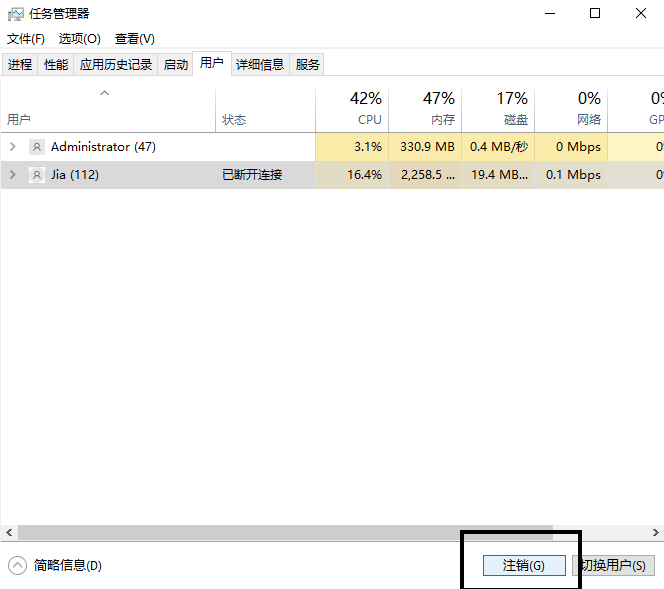 任务管理器
文件(F) 选项(O) 查看(V)
进程 性能 应用历史记录 启动 用户 详细信息 服务
42% 47% 17% 0% 0%
用户 状态 CPU 内存 磁盘 网络 GP
Administrator (47) 3.1% 330.9 MB 0.4 MB/秒 0 Mbps 0%
Jia (112) 已断开连接 16.4% 2,258.5 ... 19.4 MB... 0.1 Mbps 0%
简略信息(D) 注销(G) 切换用户(S)